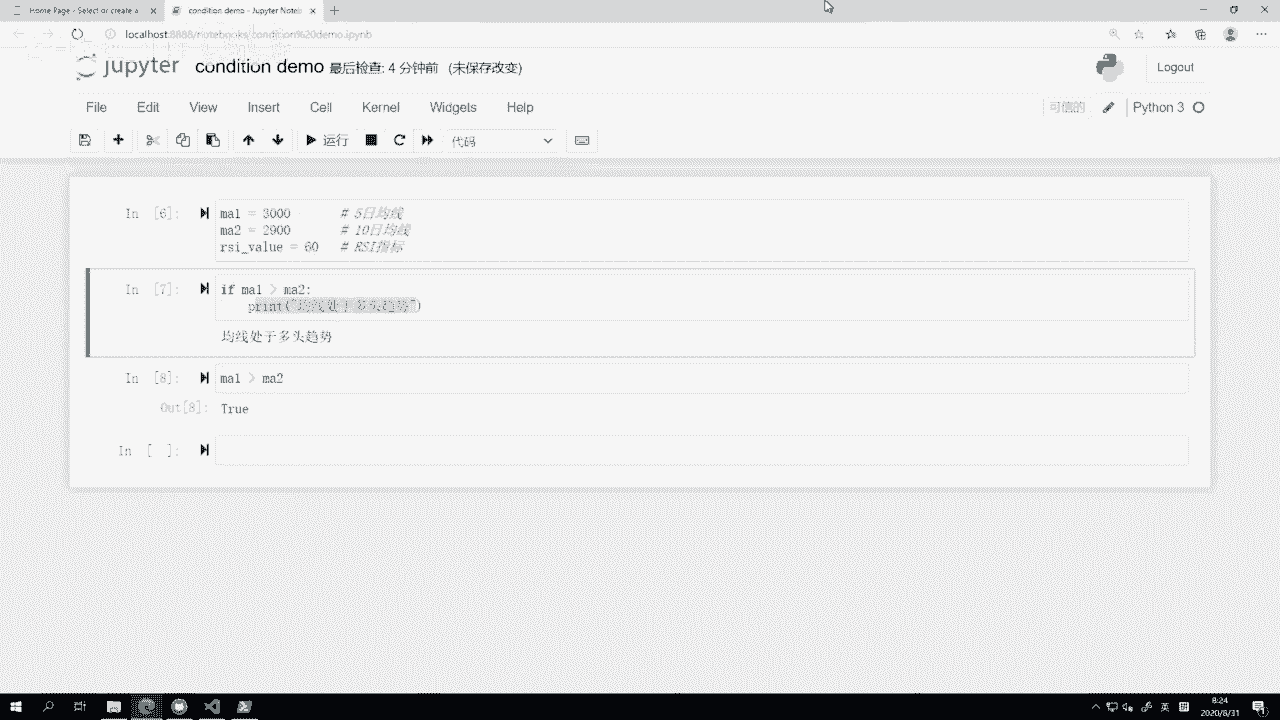 Home Page - Select or create a
condition demo - Jupyter Noteb
localhost:8888/notebooks/condition%20demo.ipynb
jupyter condition demo 最后检查: 4 分钟前 (未保存改变)
Logout
File Edit View Insert Cell Kernel Widgets Help
可信的
Python 3
运行
代码
In [6]: ma1 = 3000 # 5日均线
ma2 = 2900 # 10日均线
rsi_value = 60 # RSI指标
In [7]: if ma1 > ma2:
print("均线处于多头趋势")
均线处于多头趋势
In [8]: ma1 > ma2
Out[8]: True
In [ ]:
英
8:24
2020/8/31